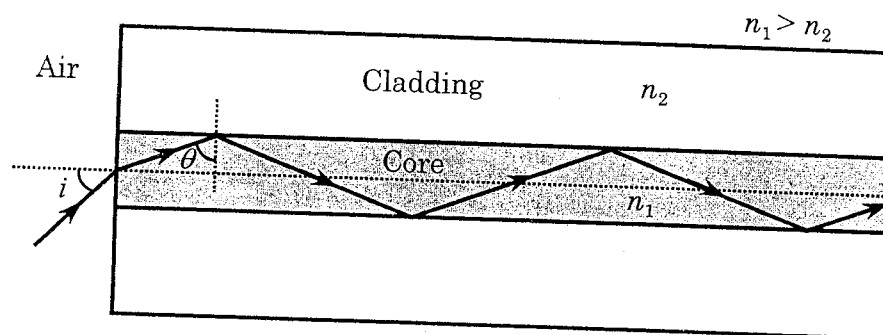 n₁ > n₂
Air
Cladding
n₂
θ
Core
i
n₁